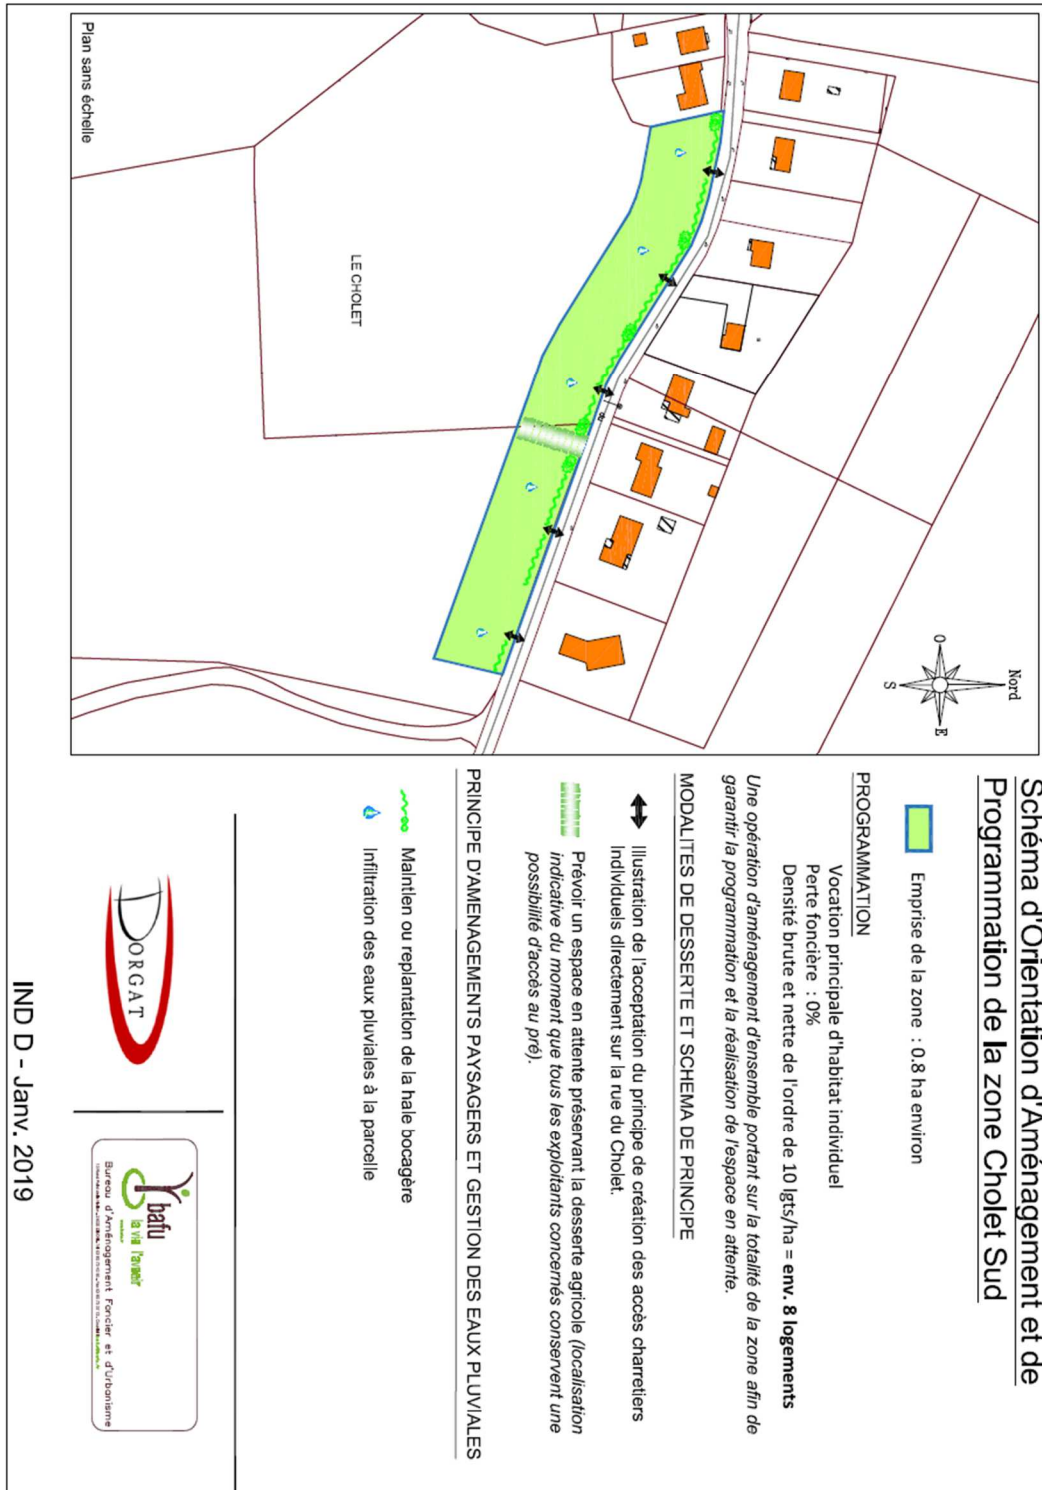 Schéma d'Orientation d'Aménagement et de
Programmation de la zone Cholet Sud
Emprise de la zone : 0.8 ha environ
PROGRAMMATION
Vocation principale d'habitat individuel
Perte foncière : 0%
Densité brute et nette de l'ordre de 10 lgts/ha = env. 8 logements
Une opération d'aménagement d'ensemble portant sur la totalité de la zone afin de
garantir la programmation et la réalisation de l'espace en attente.
MODALITES DE DESSERTE ET SCHEMA DE PRINCIPE
Illustration de l'acceptation du principe de création des accès charretiers
individuels directement sur la rue du Cholet.
Prévoir un espace en attente préservant la desserte agricole (localisation
indicative du moment que tous les exploitants concernés conservent une
possibilité d'accès au pré).
PRINCIPE D'AMENAGEMENTS PAYSAGERS ET GESTION DES EAUX PLUVIALES
Maintien ou replantation de la haie bocagère
Infiltration des eaux pluviales à la parcelle
Nord
O
E
S
LE CHOLET
Plan sans échelle
DORGAT
bafu
la vie l'avenir
Bureau d'Aménagement Foncier et d'Urbanisme
IND D - Janv. 2019